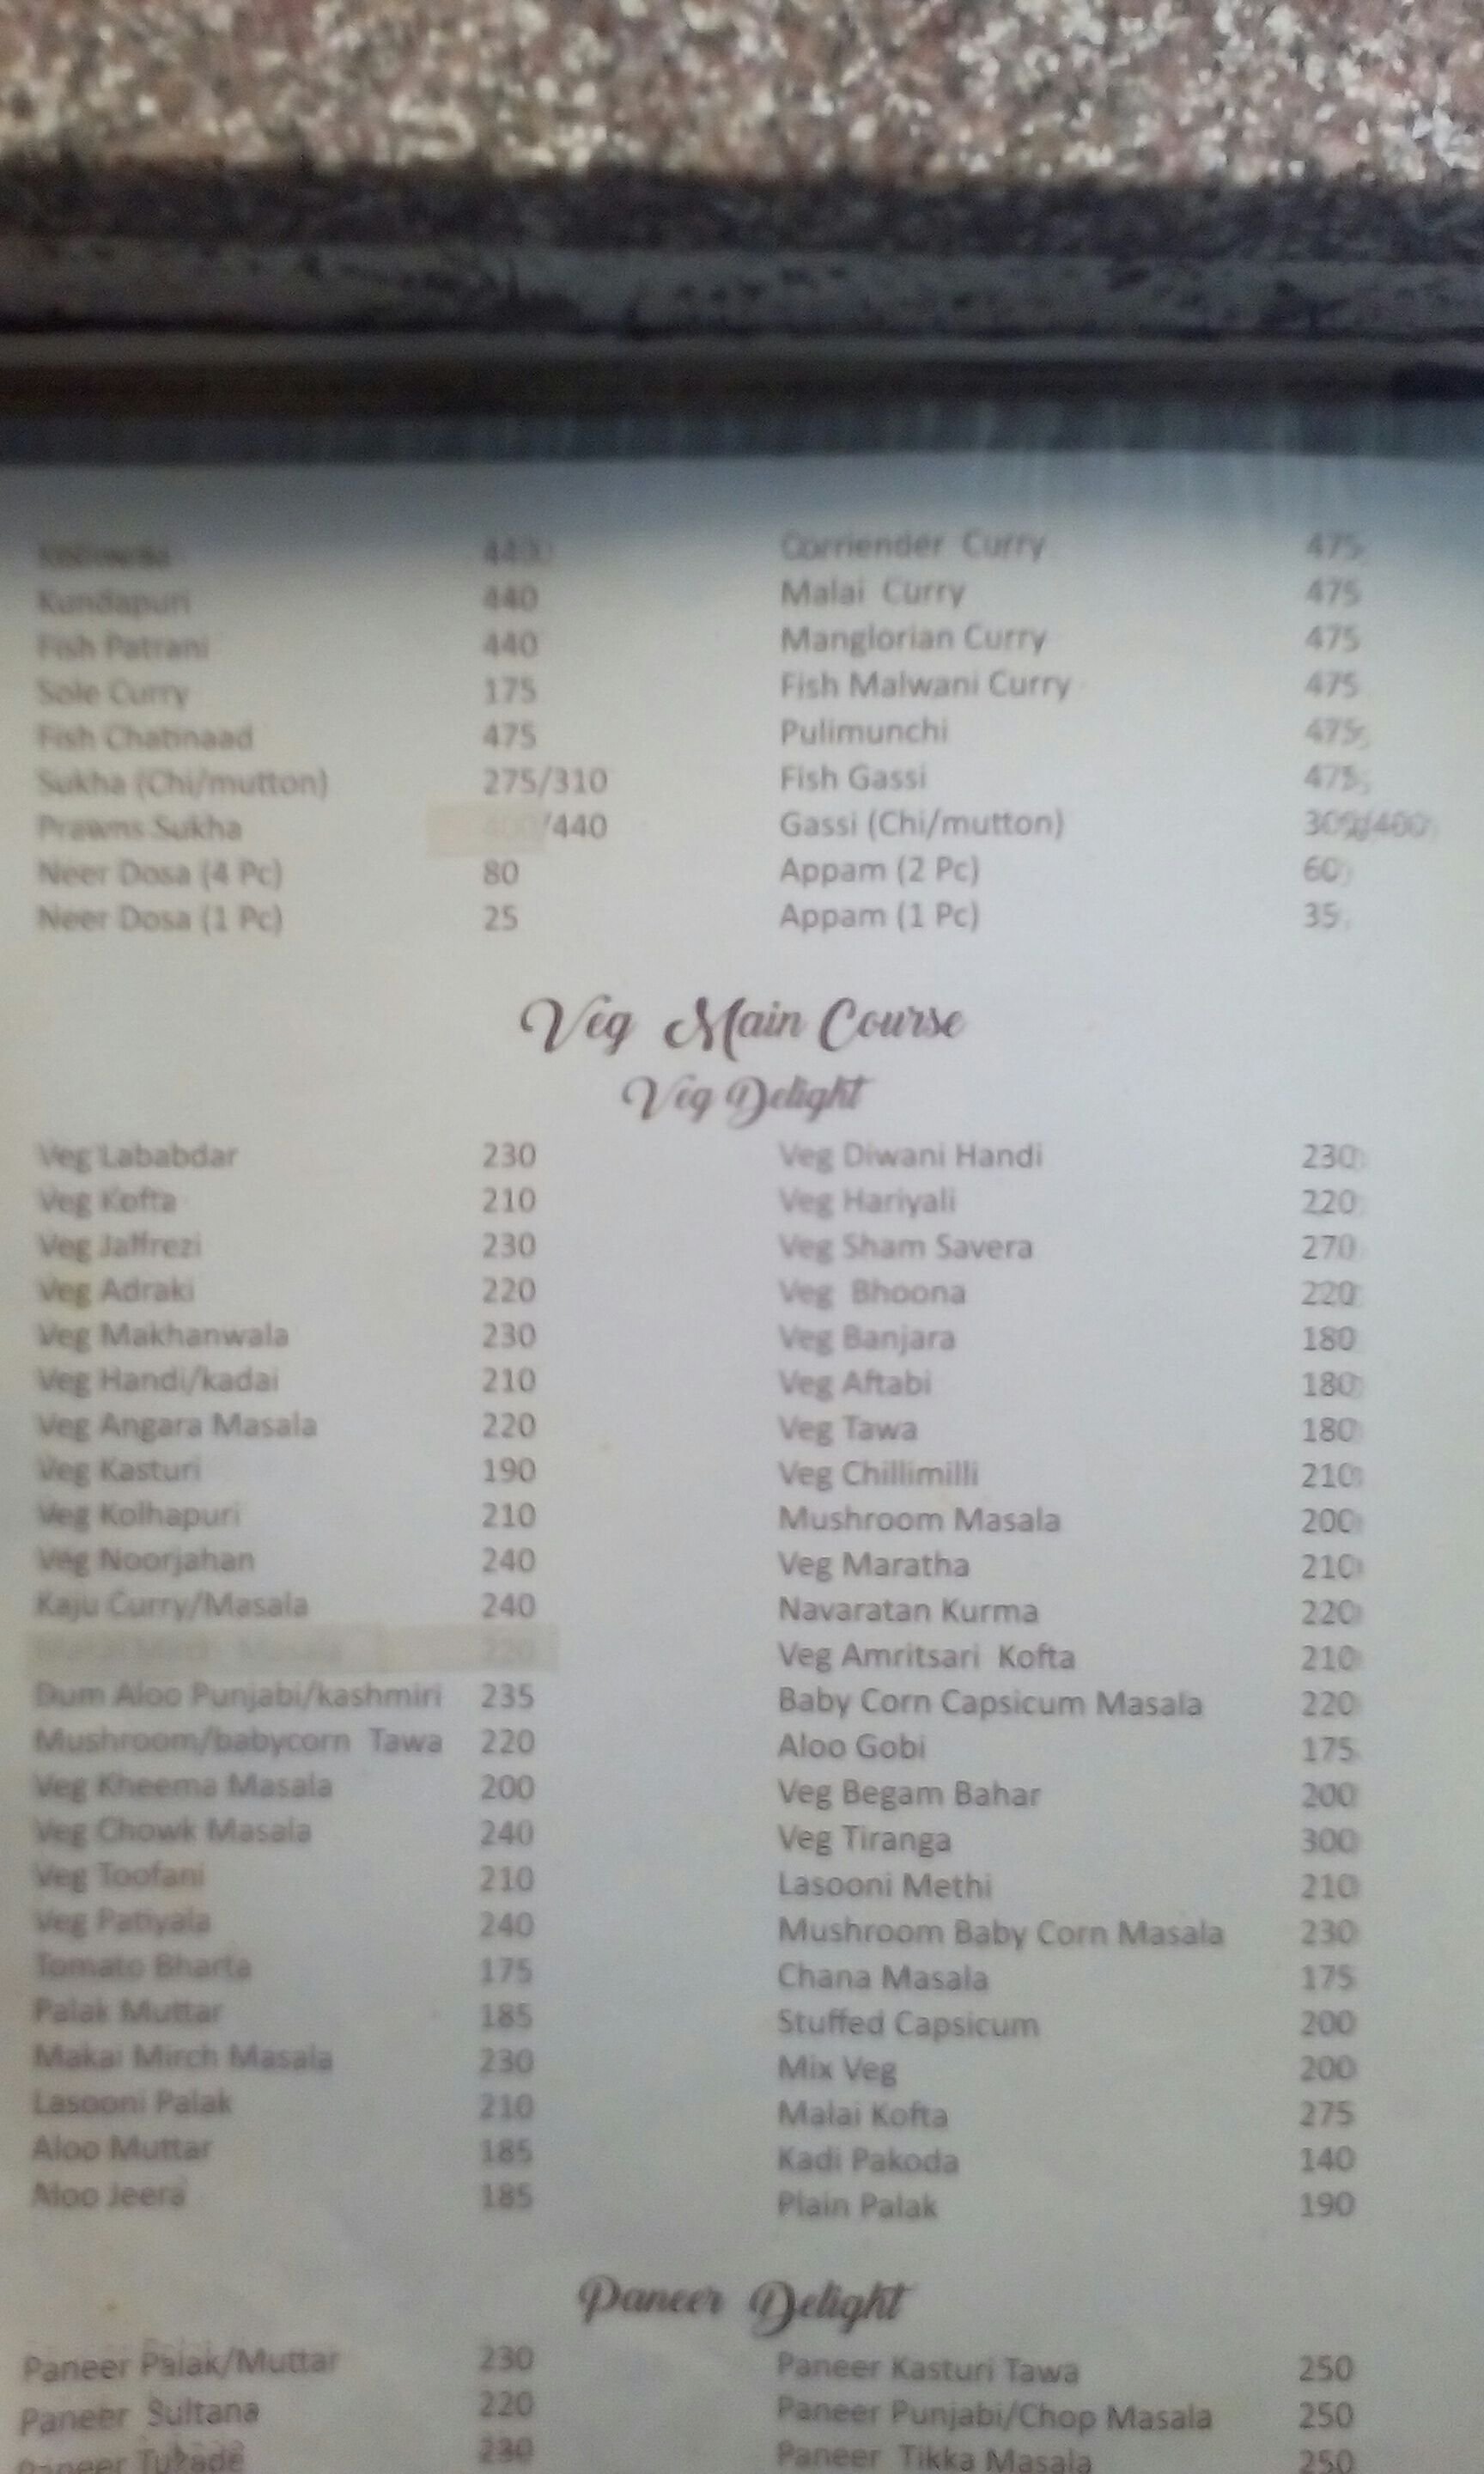 440 Corriender Curry 475
Kundapuri 440 Malai Curry 475
Fish Patrani 440 Manglorian Curry 475
Sole Curry 175 Fish Malwani Curry 475
Fish Chatinaad 475 Pulimunchi 475
Sukha (Chi/mutton) 275/310 Fish Gassi 475
Prawns Sukha 400/440 Gassi (Chi/mutton)
Neer Dosa (4 Pc) 80 Appam (2 Pc) 60
Neer Dosa (1 Pc) 25 Appam (1 Pc) 35
Veg Main Course
Veg Delight
Veg Lababdar 230 Veg Diwani Handi 230
Veg Kofta 210 Veg Hariyali 220
Veg Jalfrezi 230 Veg Sham Savera 270
Veg Adraki 220 Veg Bhoona 220
Veg Makhanwala 230 Veg Banjara 180
Veg Handi/kadai 210 Veg Aftabi 180
Veg Angara Masala 220 Veg Tawa 180
Veg Kasturi 190 Veg Chillimilli 210
Veg Kolhapuri 210 Mushroom Masala 200
Veg Noorjahan 240 Veg Maratha 210
Kaju Curry/Masala 240 Navaratan Kurma 220
220 Veg Amritsari Kofta 210
Dum Aloo Punjabi/kashmiri 235 Baby Corn Capsicum Masala 220
Mushroom/babycorn Tawa 220 Aloo Gobi 175
Veg Kheema Masala 200 Veg Begam Bahar 200
Veg Chowk Masala 240 Veg Tiranga 300
Veg Toofani 210 Lasooni Methi 210
Veg Patiyala 240 Mushroom Baby Corn Masala 230
Tomato Bharta 175 Chana Masala 175
Palak Muttar 185 Stuffed Capsicum 200
Makai Mirch Masala 230 Mix Veg 200
Lasooni Palak 210 Malai Kofta 275
Aloo Muttar 185 Kadi Pakoda 140
Aloo Jeera 185 Plain Palak 190
Paneer Delight
Paneer Palak/Muttar 230 Paneer Kasturi Tawa 250
Paneer Sultana 220 Paneer Punjabi/Chop Masala 250
Paneer Tukade 230 Paneer Tikka Masala 250